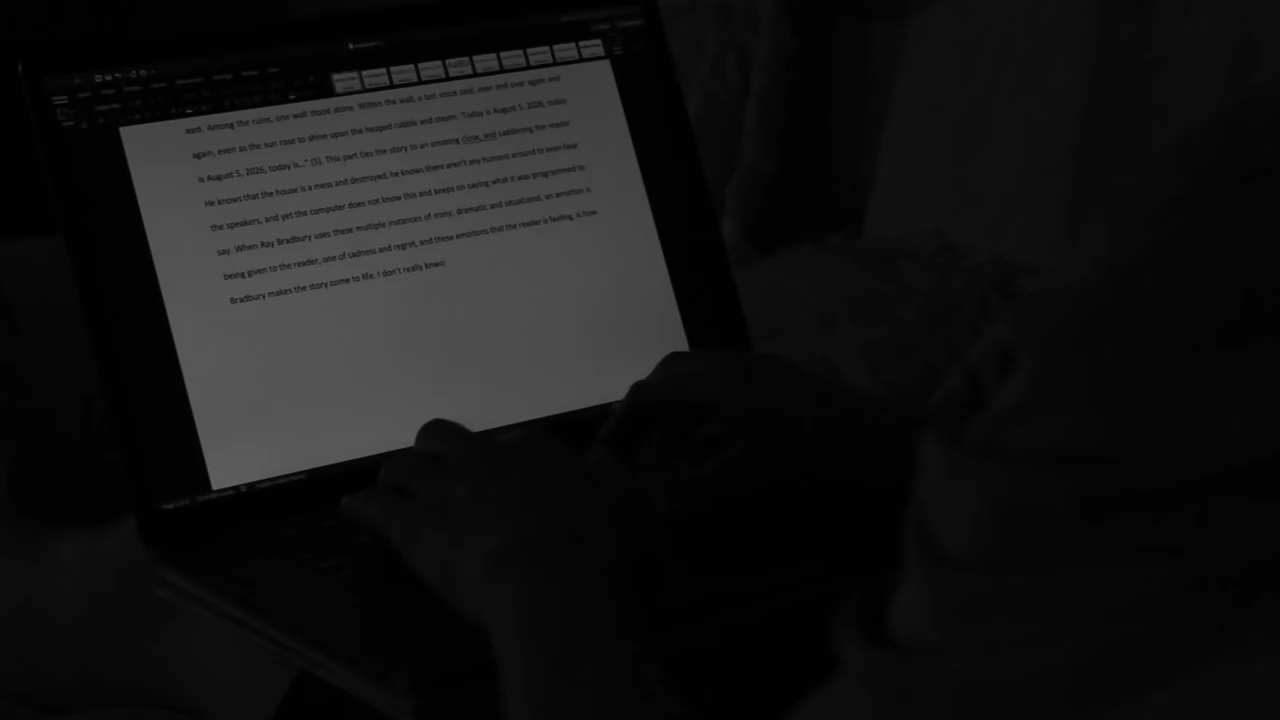 east. Among the ruins, one wall stood alone. Within the wall, a last voice said, over and over again and
again, even as the sun rose to shine upon the heaped rubble and steam: "Today is August 5, 2026, today
is August 5, 2026, today is…" (5). This part ties the story to an amazing close, and saddening the reader.
He knows that the house is a mess and destroyed, he knows there aren't any humans around to even hear
the speakers, and yet the computer does not know this and keeps on saying what it was programmed to
say. When Ray Bradbury uses these multiple instances of irony; dramatic and situational, an emotion is
being given to the reader, one of sadness and regret, and these emotions that the reader is feeling, is how
Bradbury makes the story come to life. I don't really knwo